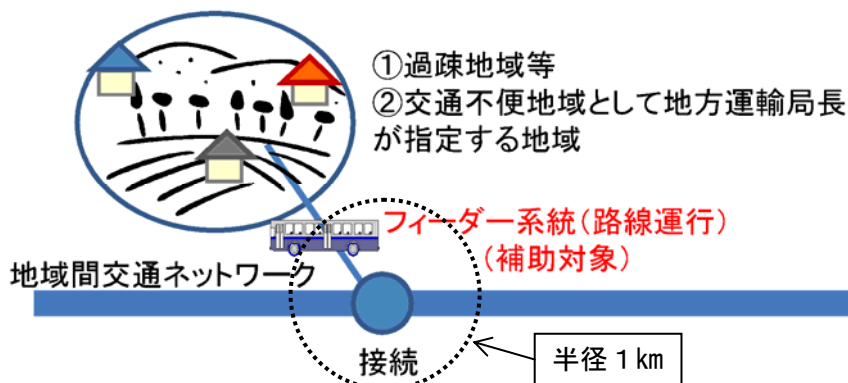 ①過疎地域等
②交通不便地域として地方運輸局長
が指定する地域
フィーダー系統(路線運行)
(補助対象)
地域間交通ネットワーク
接続
半径1km